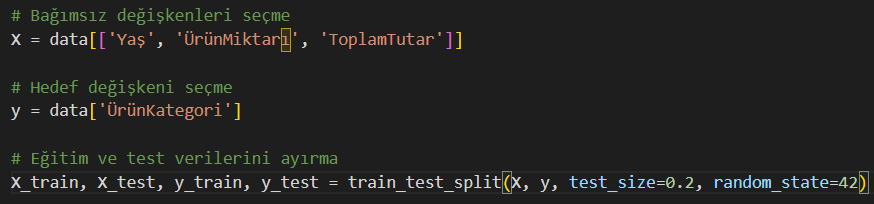 # Bağımsız değişkenleri seçme
X = data[['Yaş', 'ÜrünMiktarı', 'ToplamTutar']]
# Hedef değişkeni seçme
y = data['ÜrünKategori']
# Eğitim ve test verilerini ayırma
X_train, X_test, y_train, y_test = train_test_split(X, y, test_size=0.2, random_state=42)